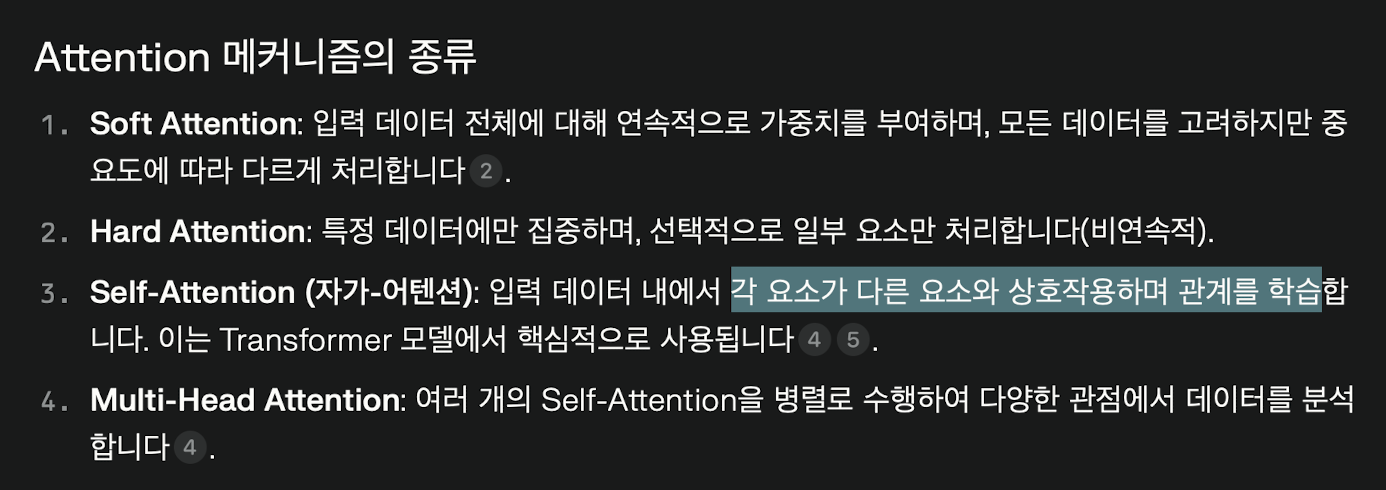 Attention 메커니즘의 종류
1. Soft Attention: 입력 데이터 전체에 대해 연속적으로 가중치를 부여하며, 모든 데이터를 고려하지만 중
요도에 따라 다르게 처리합니다 2 .
2. Hard Attention: 특정 데이터에만 집중하며, 선택적으로 일부 요소만 처리합니다(비연속적).
3. Self-Attention (자가-어텐션): 입력 데이터 내에서 각 요소가 다른 요소와 상호작용하며 관계를 학습합
니다. 이는 Transformer 모델에서 핵심적으로 사용됩니다 4 5 .
4. Multi-Head Attention: 여러 개의 Self-Attention을 병렬로 수행하여 다양한 관점에서 데이터를 분석
합니다 4 .